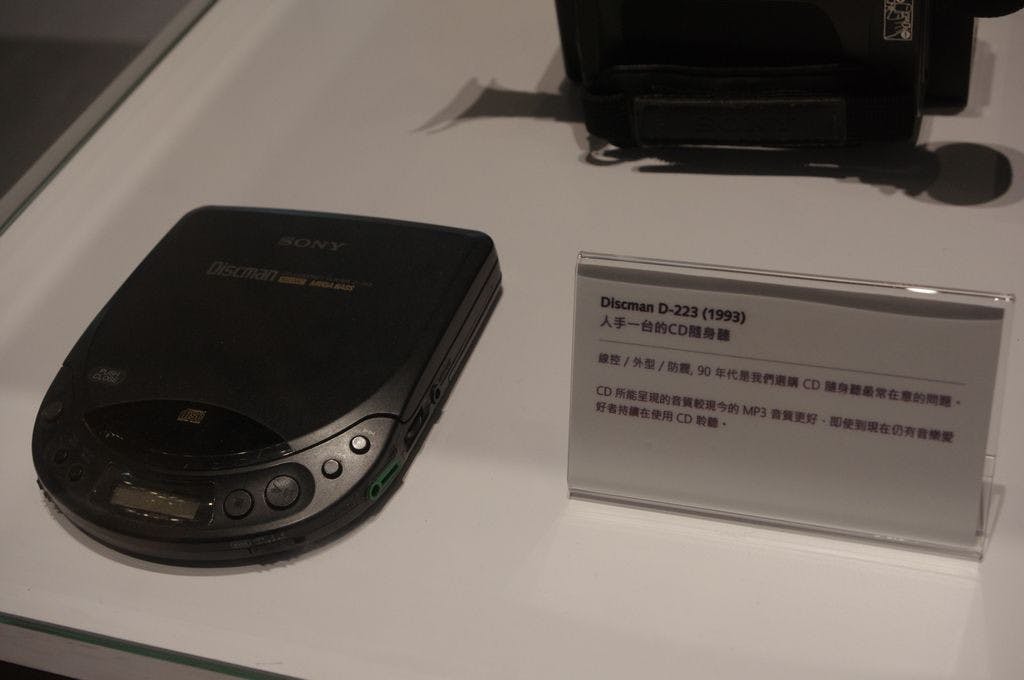 SONY
Discman
MEGA BASS
PUSH
CLOSE
Discman D-223 (1993)
人手一台的CD隨身聽
線控 / 外型 / 防震, 90 年代是我們選購 CD 隨身聽最常在意的問題。
CD 所能呈現的音質較現今的 MP3 音質更好，即使到現在仍有音樂愛
好者持續在使用 CD 聆聽。